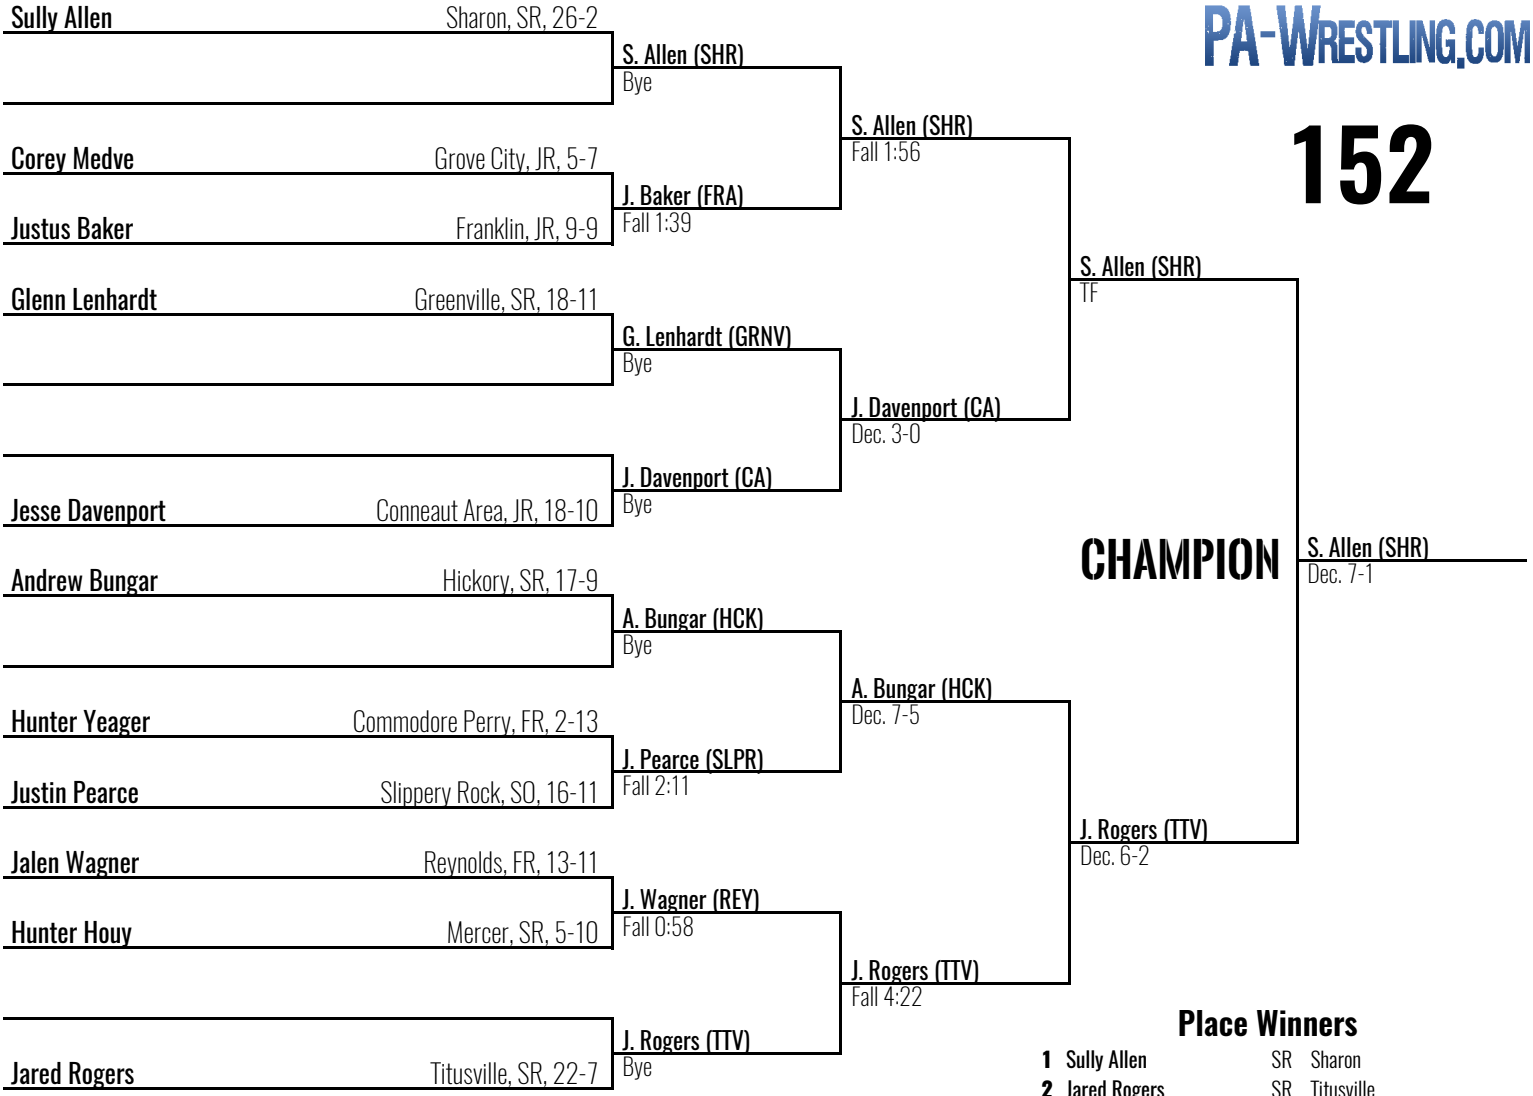 PA-WRESTLING.COM
152
Sully Allen Sharon, SR, 26-2
Corey Medve Grove City, JR, 5-7
Justus Baker Franklin, JR, 9-9
Glenn Lenhardt Greenville, SR, 18-11
Jesse Davenport Conneaut Area, JR, 18-10
Andrew Bungar Hickory, SR, 17-9
Hunter Yeager Commodore Perry, FR, 2-13
Justin Pearce Slippery Rock, SO, 16-11
Jalen Wagner Reynolds, FR, 13-11
Hunter Houy Mercer, SR, 5-10
Jared Rogers Titusville, SR, 22-7
S. Allen (SHR)
Bye
J. Baker (FRA)
Fall 1:39
G. Lenhardt (GRNV)
Bye
J. Davenport (CA)
Bye
A. Bungar (HCK)
Bye
J. Pearce (SLPR)
Fall 2:11
J. Wagner (REY)
Fall 0:58
J. Rogers (TTV)
Bye
S. Allen (SHR)
Fall 1:56
J. Davenport (CA)
Dec. 3-0
A. Bungar (HCK)
Dec. 7-5
J. Rogers (TTV)
Fall 4:22
S. Allen (SHR)
TF
J. Rogers (TTV)
Dec. 6-2
CHAMPION
S. Allen (SHR)
Dec. 7-1
Place Winners
1 Sully Allen SR Sharon
2 Jared Rogers SR Titusville